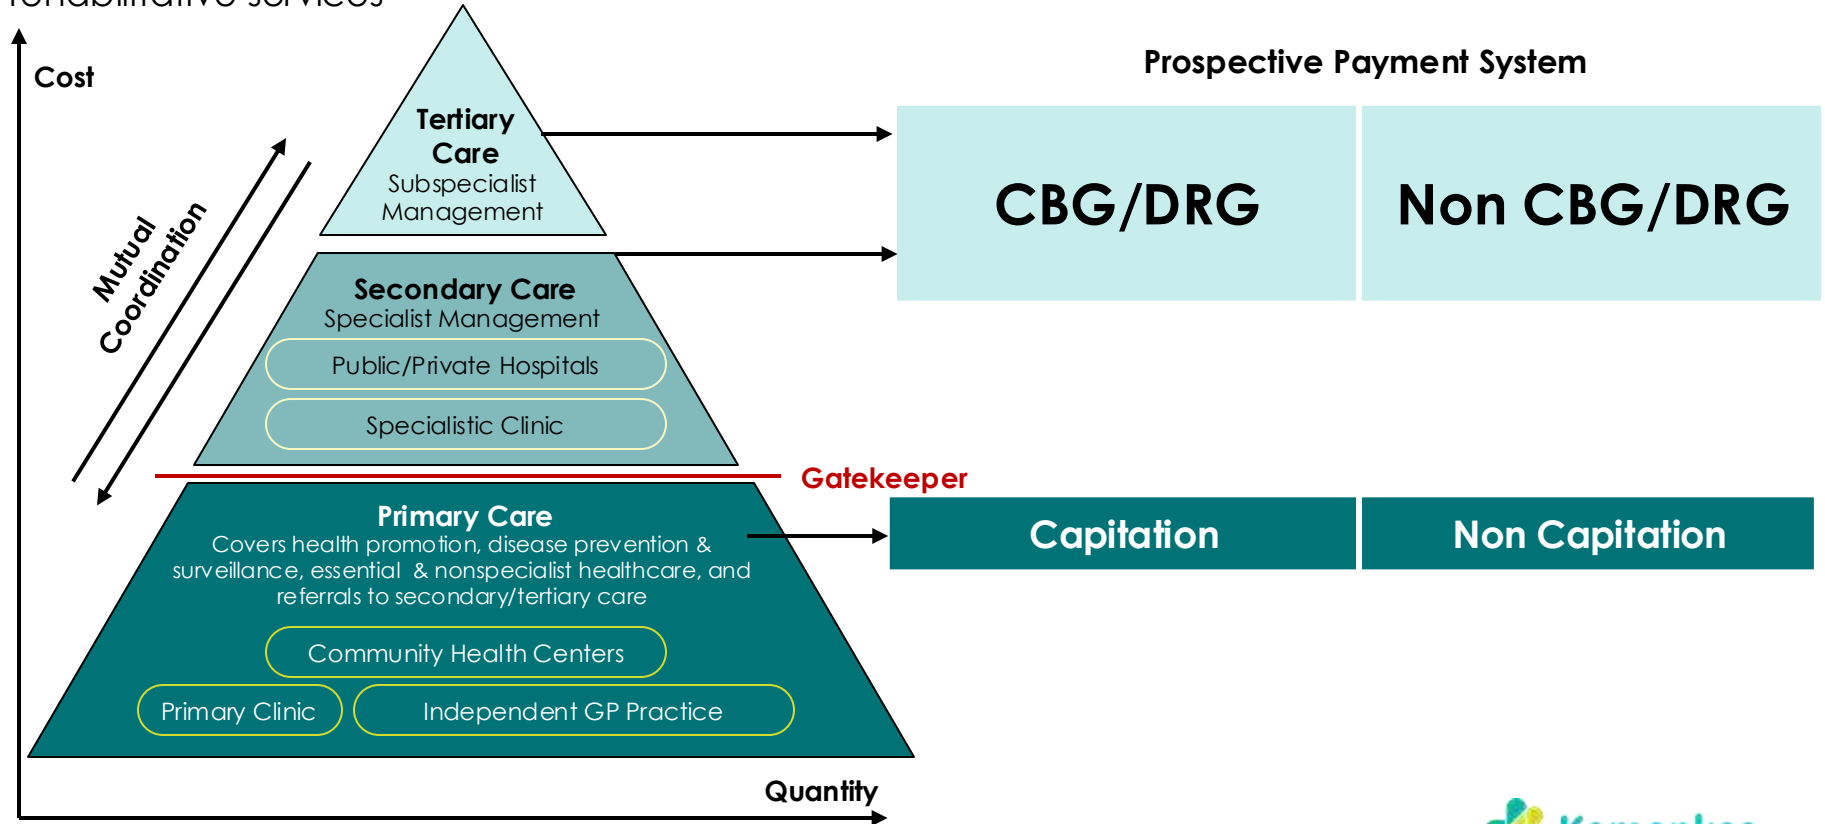 rehabilitative services
Cost
Prospective Payment System
Tertiary
Care
Subspecialist
Management
CBG/DRG
Non CBG/DRG
Mutual
Coordination
Secondary Care
Specialist Management
Public/Private Hospitals
Specialistic Clinic
Gatekeeper
Primary Care
Covers health promotion, disease prevention &
surveillance, essential & nonspecialist healthcare, and
referrals to secondary/tertiary care
Capitation
Non Capitation
Community Health Centers
Primary Clinic
Independent GP Practice
Quantity